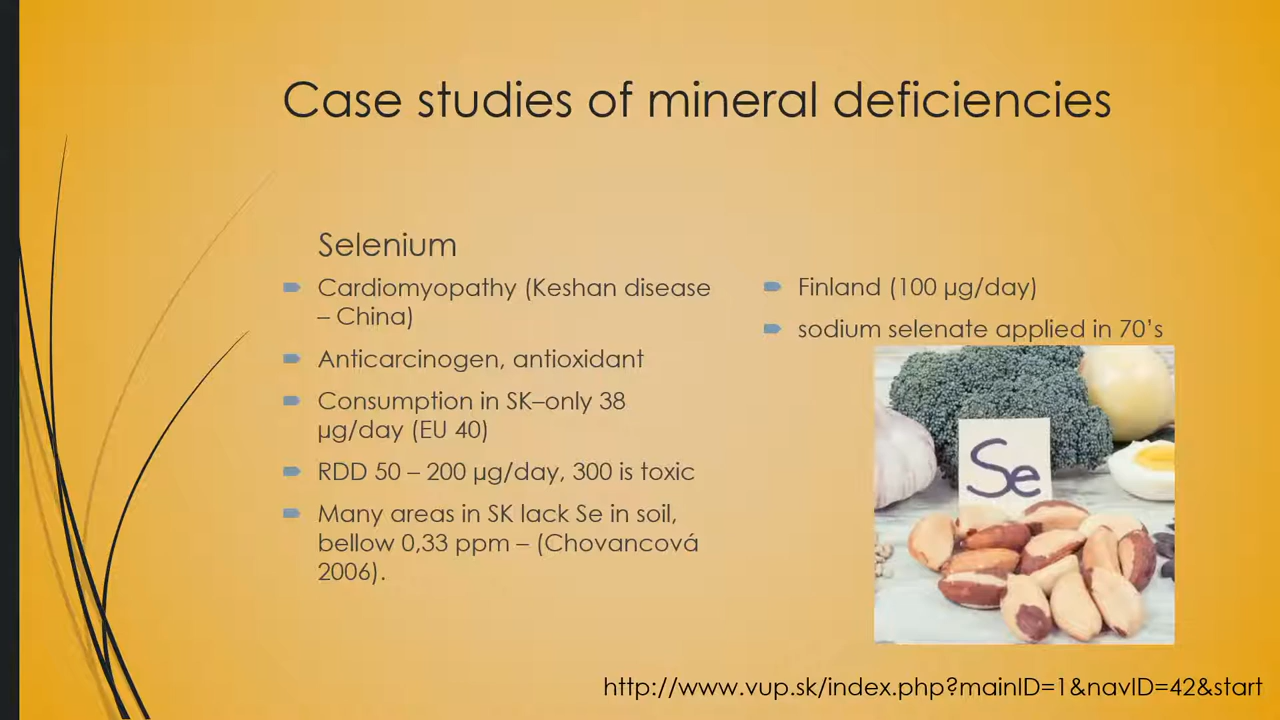 Case studies of mineral deficiencies
Selenium
Cardiomyopathy (Keshan disease
– China)
Anticarcinogen, antioxidant
Consumption in SK–only 38
µg/day (EU 40)
RDD 50 – 200 µg/day, 300 is toxic
Many areas in SK lack Se in soil,
bellow 0,33 ppm – (Chovancová
2006).
Finland (100 µg/day)
sodium selenate applied in 70's
Se
http://www.vup.sk/index.php?mainID=1&navID=42&start